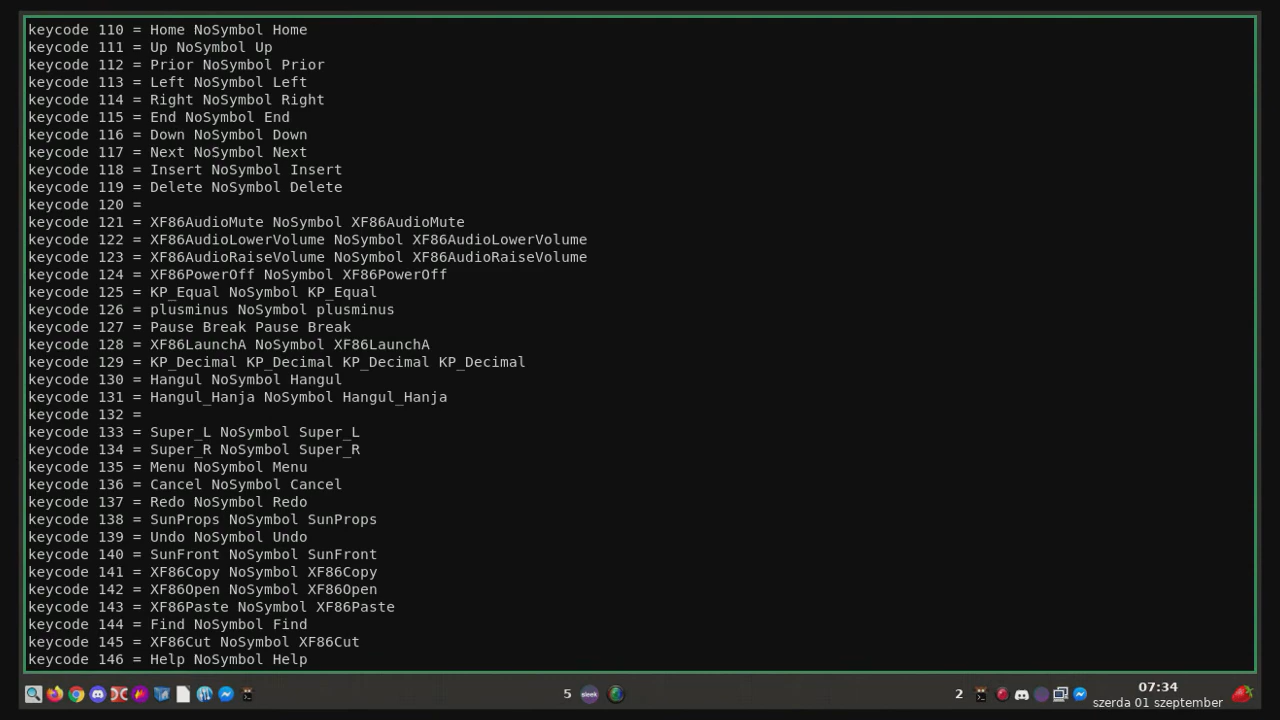 keycode 110 = Home NoSymbol Home
keycode 111 = Up NoSymbol Up
keycode 112 = Prior NoSymbol Prior
keycode 113 = Left NoSymbol Left
keycode 114 = Right NoSymbol Right
keycode 115 = End NoSymbol End
keycode 116 = Down NoSymbol Down
keycode 117 = Next NoSymbol Next
keycode 118 = Insert NoSymbol Insert
keycode 119 = Delete NoSymbol Delete
keycode 120 =
keycode 121 = XF86AudioMute NoSymbol XF86AudioMute
keycode 122 = XF86AudioLowerVolume NoSymbol XF86AudioLowerVolume
keycode 123 = XF86AudioRaiseVolume NoSymbol XF86AudioRaiseVolume
keycode 124 = XF86PowerOff NoSymbol XF86PowerOff
keycode 125 = KP_Equal NoSymbol KP_Equal
keycode 126 = plusminus NoSymbol plusminus
keycode 127 = Pause Break Pause Break
keycode 128 = XF86LaunchA NoSymbol XF86LaunchA
keycode 129 = KP_Decimal KP_Decimal KP_Decimal KP_Decimal
keycode 130 = Hangul NoSymbol Hangul
keycode 131 = Hangul_Hanja NoSymbol Hangul_Hanja
keycode 132 =
keycode 133 = Super_L NoSymbol Super_L
keycode 134 = Super_R NoSymbol Super_R
keycode 135 = Menu NoSymbol Menu
keycode 136 = Cancel NoSymbol Cancel
keycode 137 = Redo NoSymbol Redo
keycode 138 = SunProps NoSymbol SunProps
keycode 139 = Undo NoSymbol Undo
keycode 140 = SunFront NoSymbol SunFront
keycode 141 = XF86Copy NoSymbol XF86Copy
keycode 142 = XF86Open NoSymbol XF86Open
keycode 143 = XF86Paste NoSymbol XF86Paste
keycode 144 = Find NoSymbol Find
keycode 145 = XF86Cut NoSymbol XF86Cut
keycode 146 = Help NoSymbol Help
5 sleek 2 07:34
szerda 01 szeptember